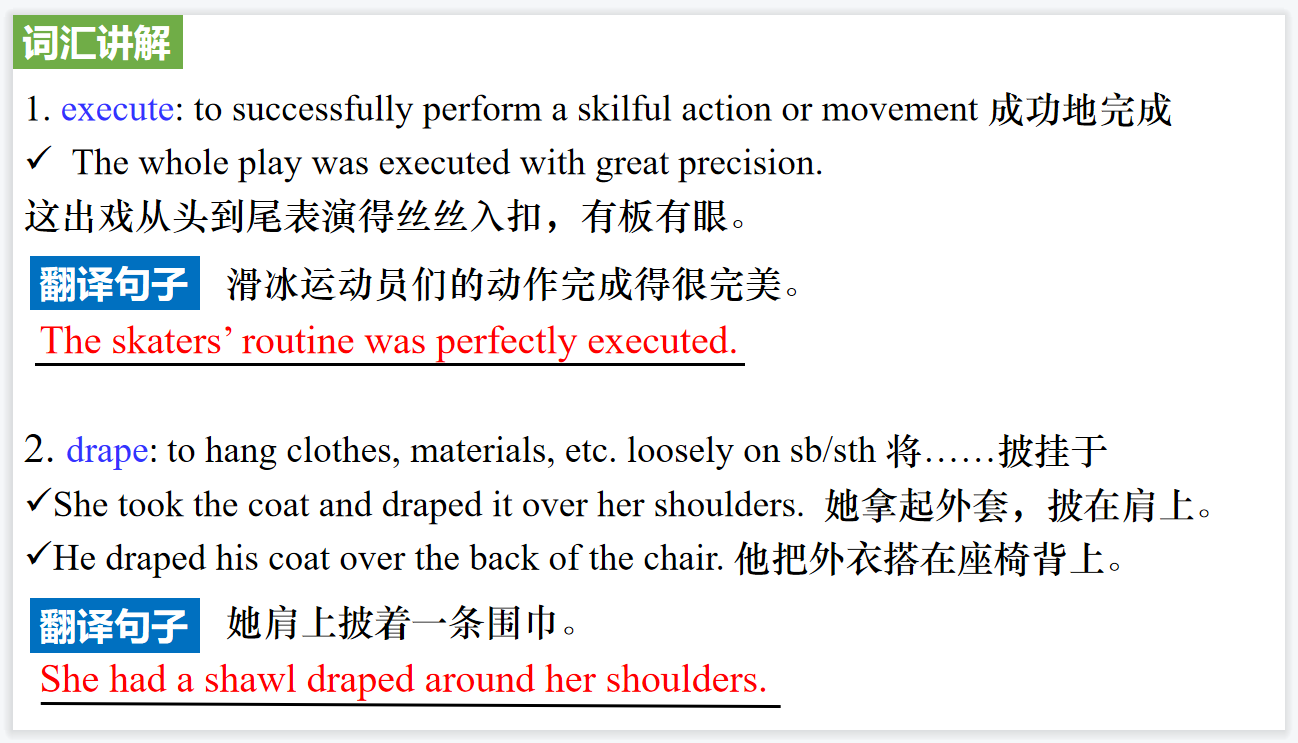 词汇讲解
1. execute: to successfully perform a skilful action or movement 成功地完成
✓ The whole play was executed with great precision.
这出戏从头到尾表演得丝丝入扣，有板有眼。
翻译句子 滑冰运动员们的动作完成得很完美。
The skaters’ routine was perfectly executed.
2. drape: to hang clothes, materials, etc. loosely on sb/sth 将……披挂于
✓She took the coat and draped it over her shoulders. 她拿起外套，披在肩上。
✓He draped his coat over the back of the chair. 他把外衣搭在座椅背上。
翻译句子 她肩上披着一条围巾。
She had a shawl draped around her shoulders.